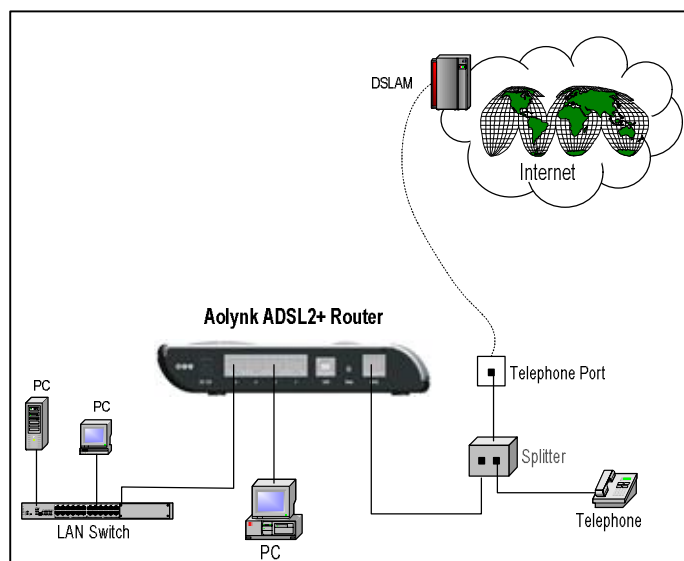 DSLAM
Internet
Aolynk ADSL2+ Router
Telephone Port
PC
PC
Splitter
LAN Switch
PC
Telephone